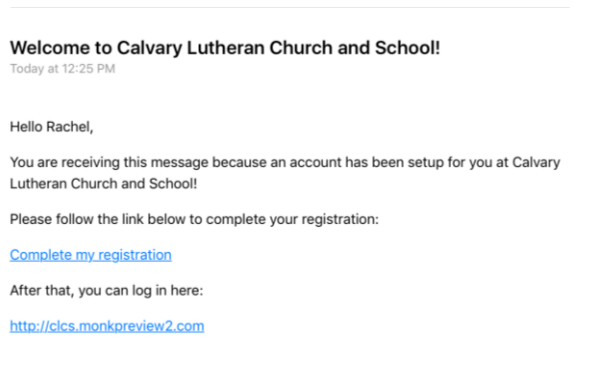 Welcome to Calvary Lutheran Church and School!
Today at 12:25 PM
Hello Rachel,
You are receiving this message because an account has been setup for you at Calvary
Lutheran Church and School!
Please follow the link below to complete your registration:
Complete my registration
After that, you can log in here:
http://clcs.monkpreview2.com